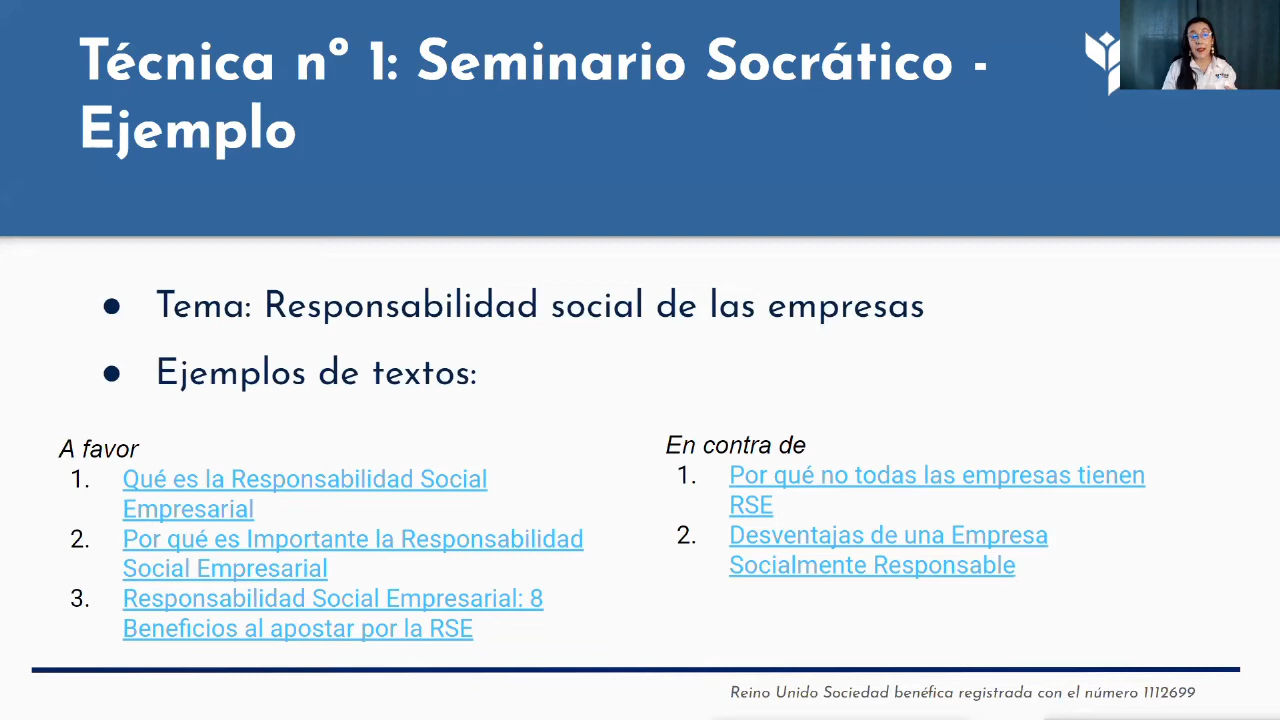 Técnica nº 1: Seminario Socrático -
Ejemplo
● Tema: Responsabilidad social de las empresas
● Ejemplos de textos:
A favor
1. Qué es la Responsabilidad Social
Empresarial
2. Por qué es Importante la Responsabilidad
Social Empresarial
3. Responsabilidad Social Empresarial: 8
Beneficios al apostar por la RSE
En contra de
1. Por qué no todas las empresas tienen
RSE
2. Desventajas de una Empresa
Socialmente Responsable
Reino Unido Sociedad benéfica registrada con el número 1112699